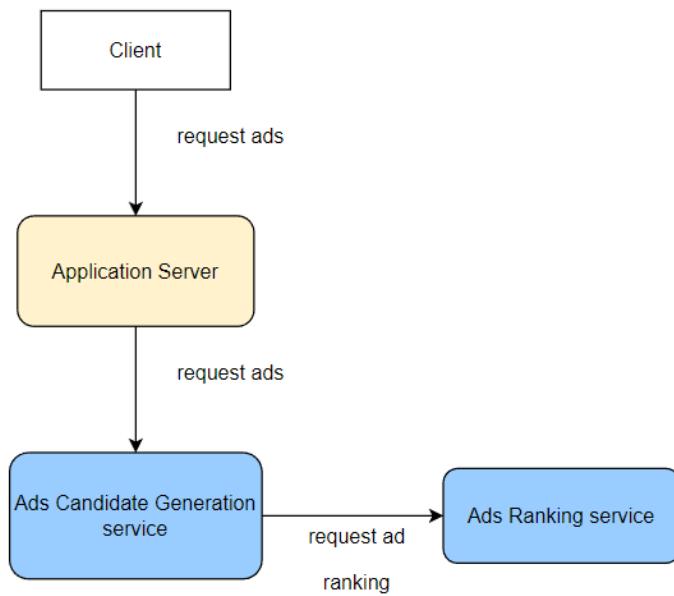 Client
request ads
Application Server
request ads
Ads Candidate Generation
service
request ad
ranking
Ads Ranking service